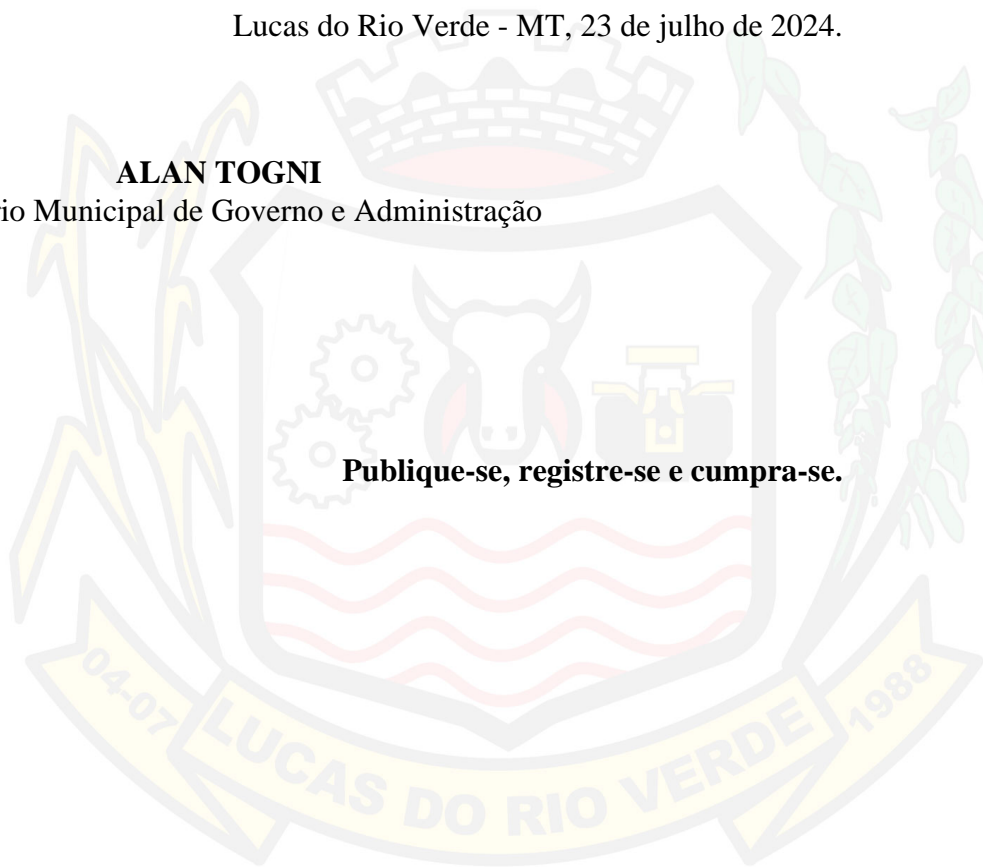 Lucas do Rio Verde - MT, 23 de julho de 2024.
ALAN TOGNI
rio Municipal de Governo e Administração
Publique-se, registre-se e cumpra-se.
04-07 LUCAS DO RIO VERDE 1988